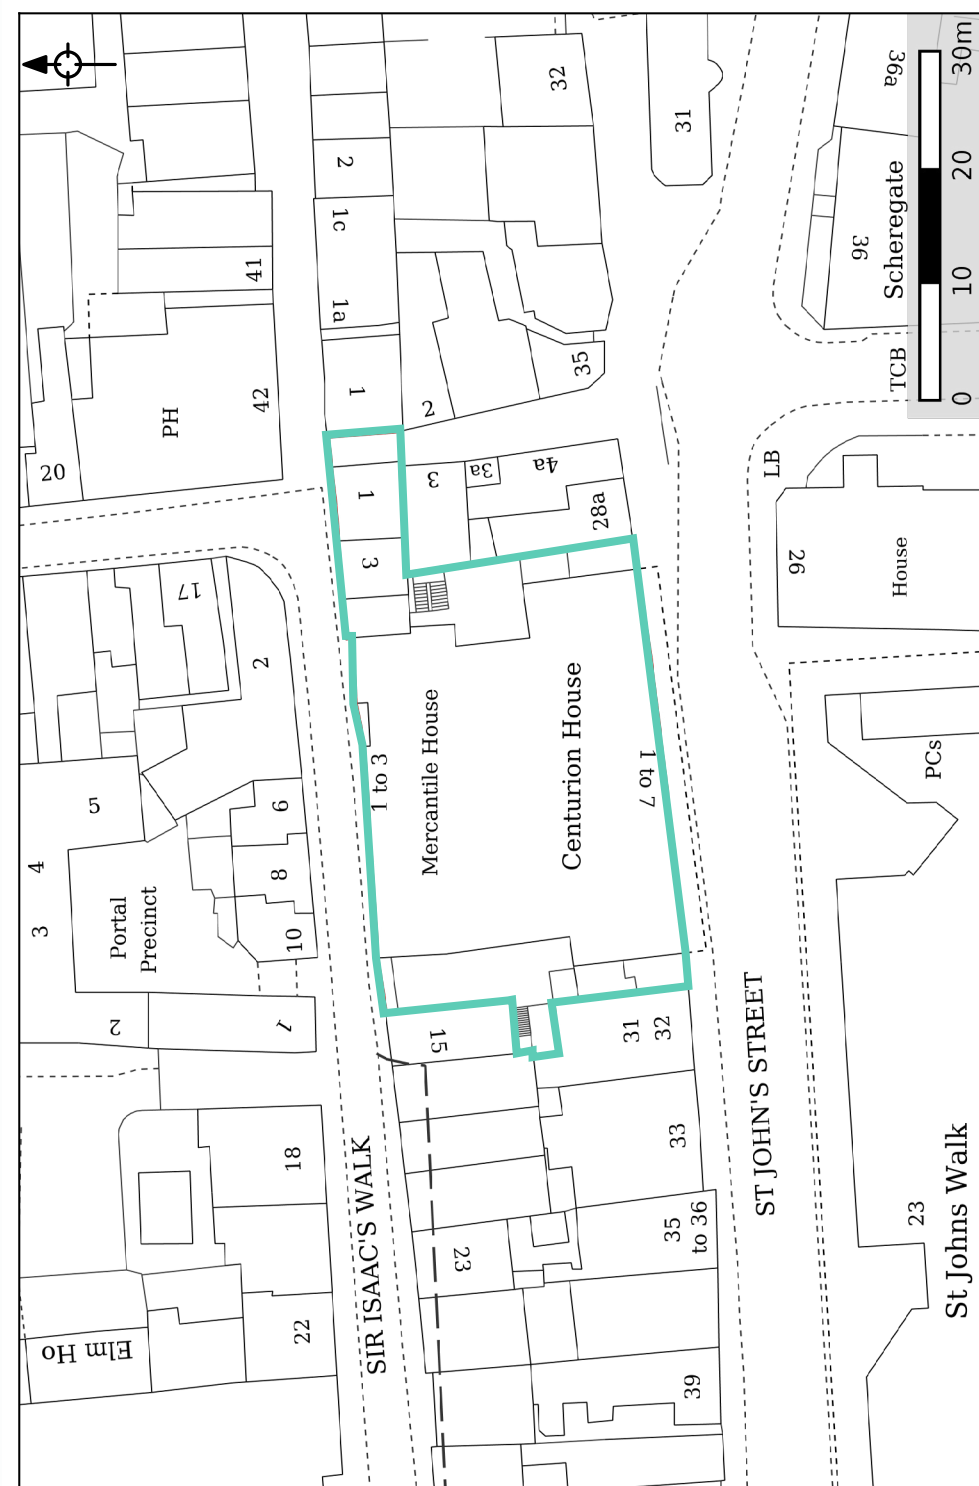 32
31
36a
30m
2
1c
20
Scheregate
36
41
10
1a
35
TCB
0
1
42
2
PH
20
1
3
3a
4a
28a
LB
3
26
House
17
2
Mercantile House
Centurion House
1 to 3
1 to 7
PCs
5
6
4
8
3
Portal
Precinct
10
2
1
15
31
32
ST JOHN'S STREET
18
33
SIR ISAAC'S WALK
23
35
to 36
23
St Johns Walk
22
Elm Ho
39